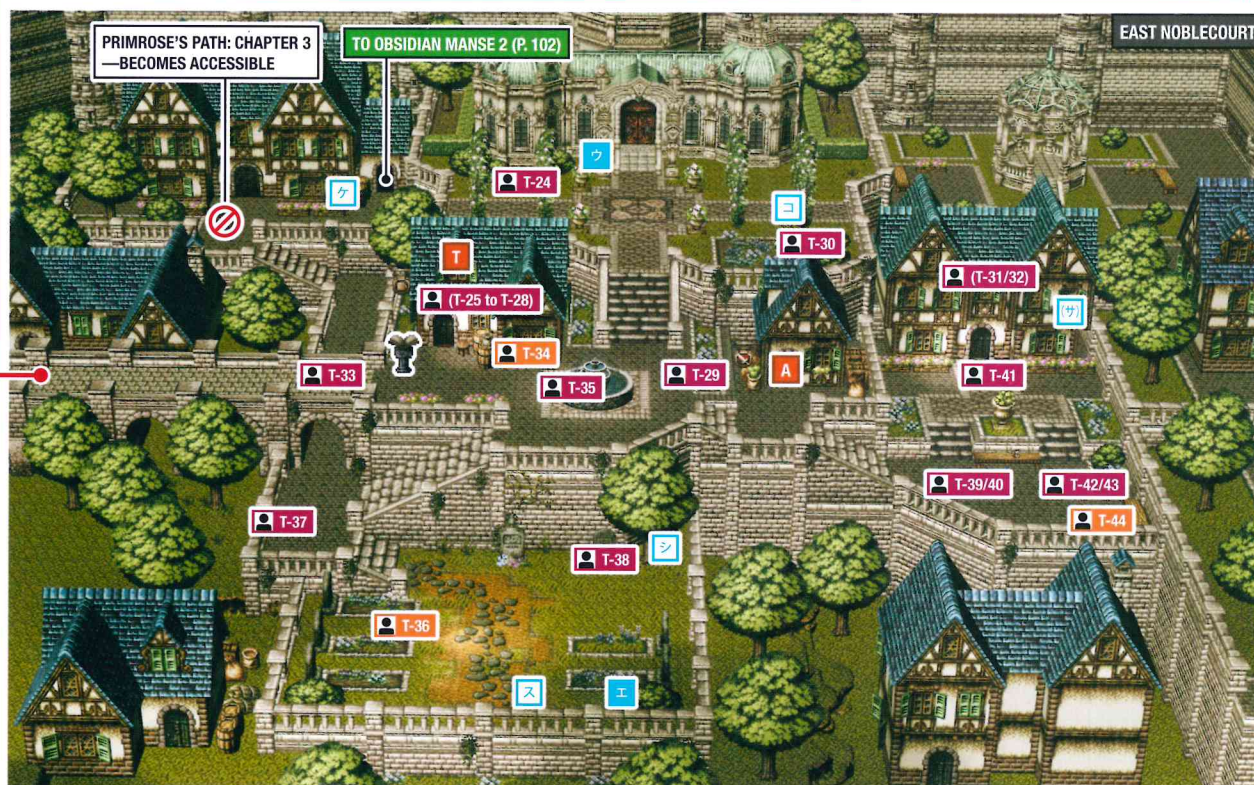 PRIMROSE'S PATH: CHAPTER 3
—BECOMES ACCESSIBLE
TO OBSIDIAN MANSE 2 (P. 102)
EAST NOBLECOURT
ウ
T-24
ケ
コ
T-30
T
(T-31/32)
(T-25 to T-28)
(サ)
T-34
T-33
T-35
T-29
A
T-41
T-39/40
T-42/43
T-37
T-44
シ
T-38
T-36
ス
エ